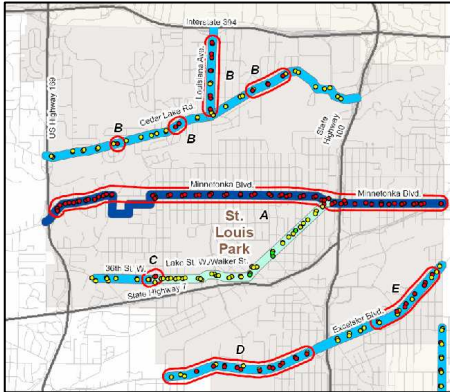 Interstate 394
Louisiana Ave.
B
B
US Highway 169
Cedar Lake Rd.
B
B
State Highway 100
Minnetonka Blvd.
Minnetonka Blvd.
A
St. Louis Park
C
Lake St. W./Walker St.
36th St. W.
State Highway 7
E
Excelsior Blvd.
D